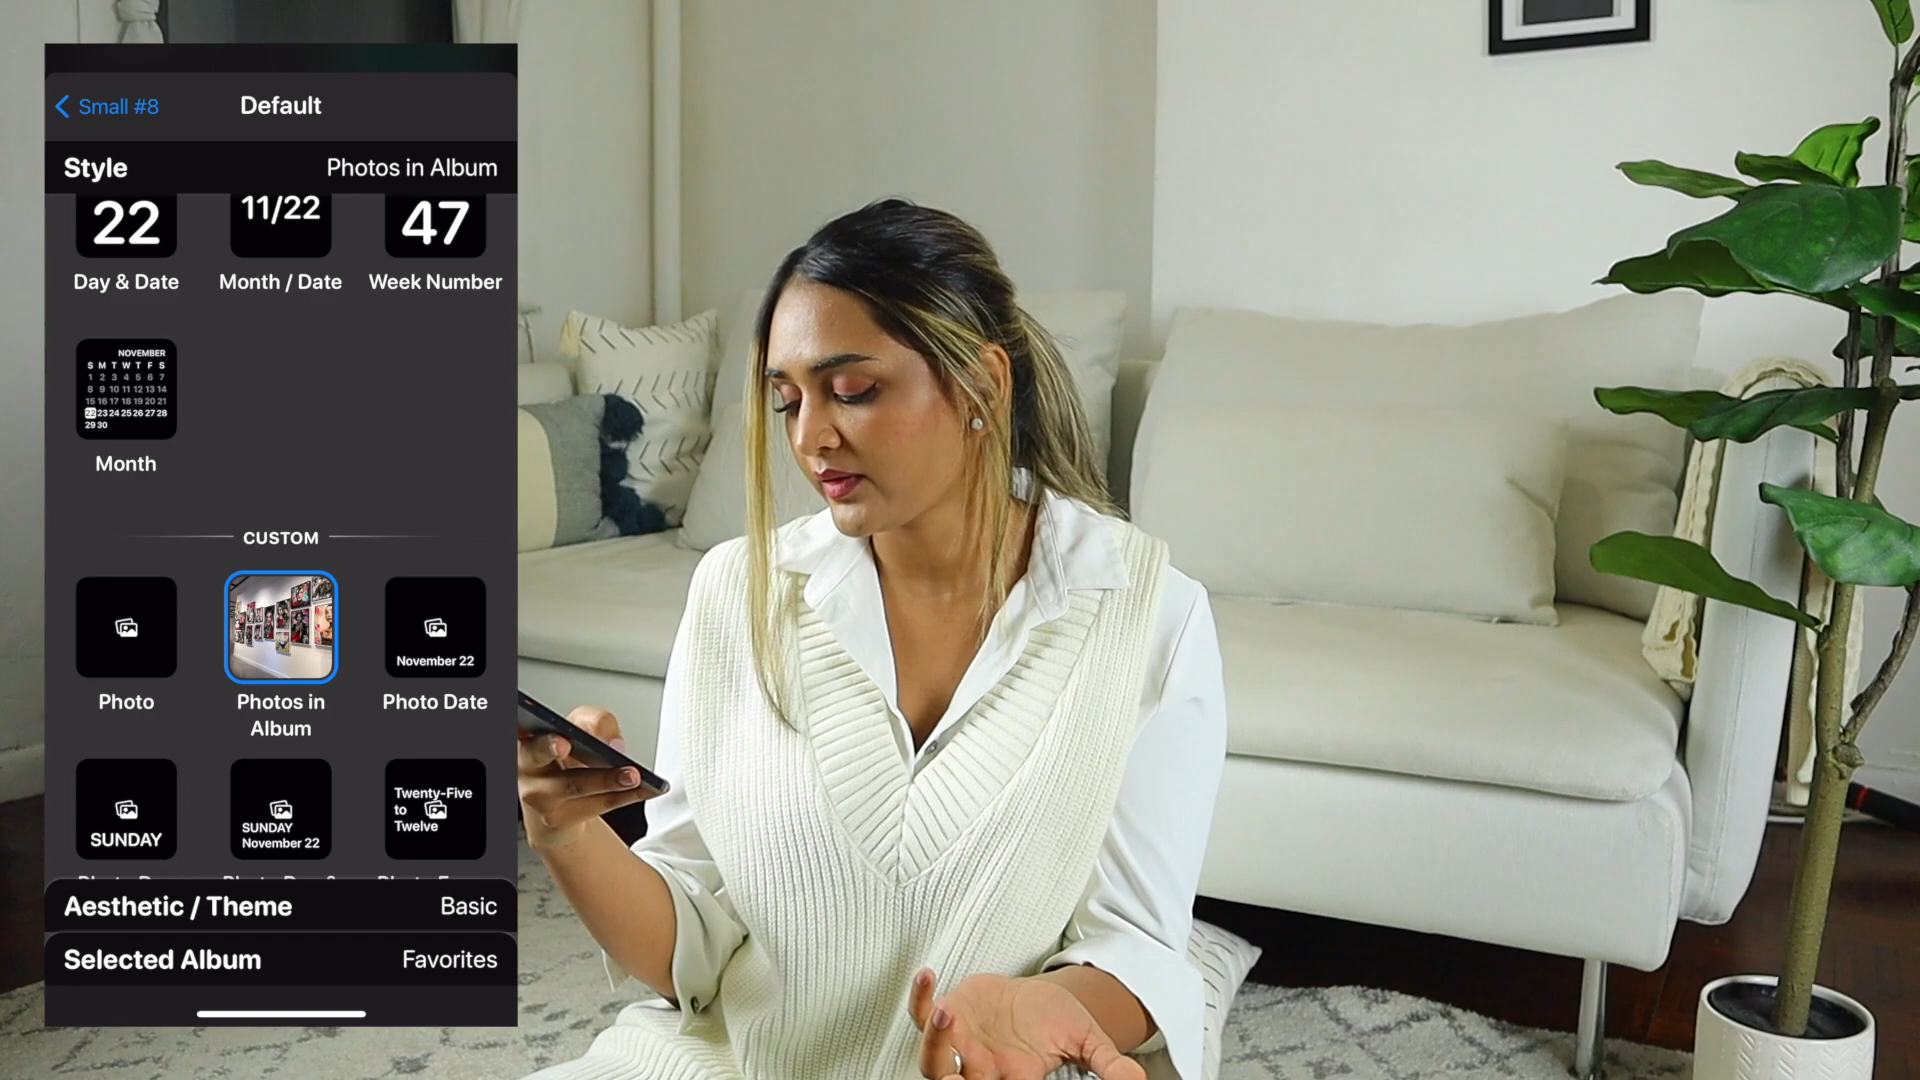 Small #8
Default
Style
Photos in Album
22
11/22
47
Day & Date
Month / Date
Week Number
NOVEMBER
S M T W T F S
1 2 3 4 5 6 7
8 9 10 11 12 13 14
15 16 17 18 19 20 21
22 23 24 25 26 27 28
29 30
Month
CUSTOM
November 22
Photo
Photos in
Album
Photo Date
SUNDAY
SUNDAY
November 22
Twenty-Five
to
Twelve
Aesthetic / Theme
Basic
Selected Album
Favorites